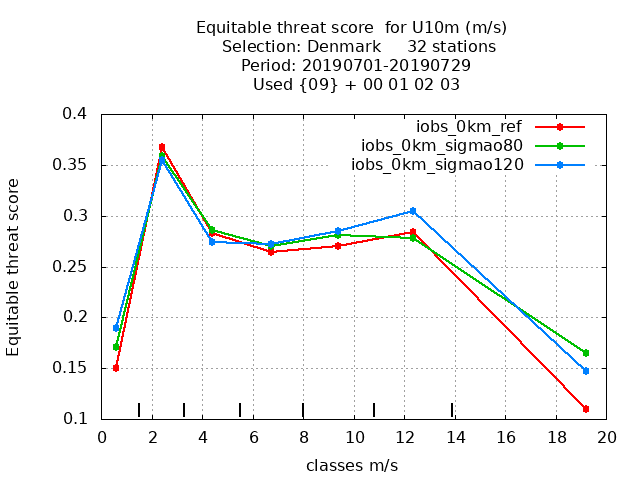 Equitable threat score  for U10m (m/s)
Selection: Denmark     32 stations
Period: 20190701-20190729
Used {09} + 00 01 02 03
iobs_0km_ref
iobs_0km_sigmao80
iobs_0km_sigmao120
Equitable threat score
0.4
0.35
0.3
0.25
0.2
0.15
0.1
0 2 4 6 8 10 12 14 16 18 20
classes m/s